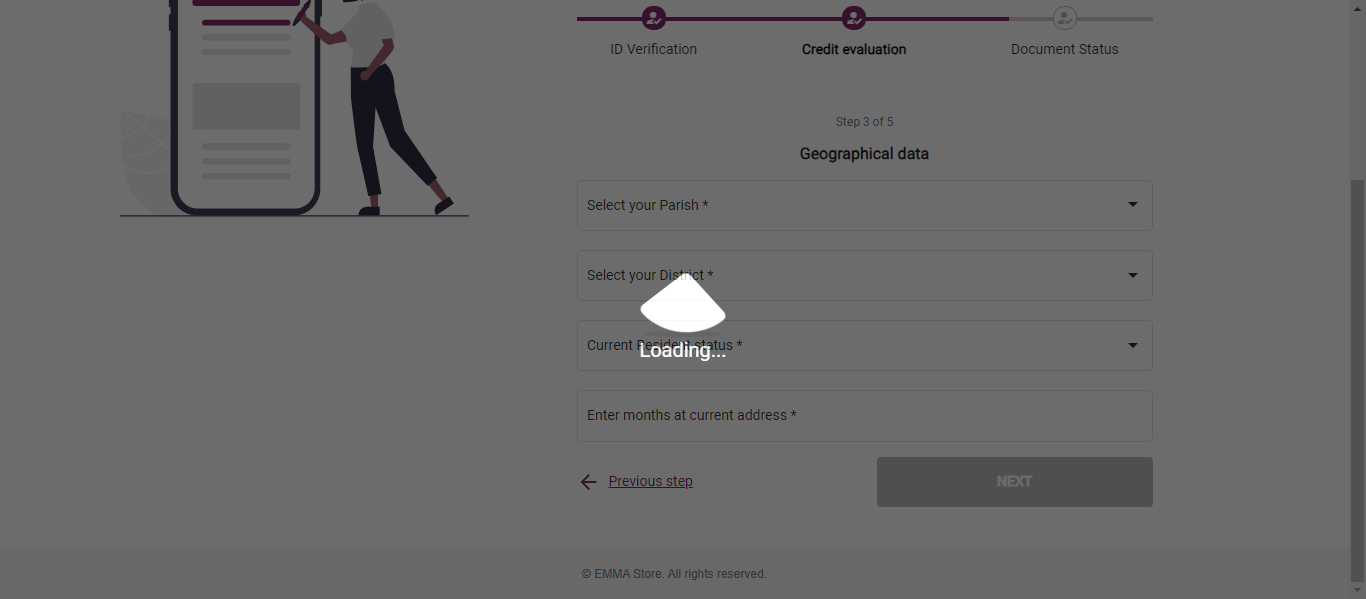 ID Verification
Credit evaluation
Document Status
Step 3 of 5
Geographical data
Select your Parish *
Select your District *
Current Resident status *
Loading...
Enter months at current address *
Previous step
NEXT
© EMMA Store. All rights reserved.